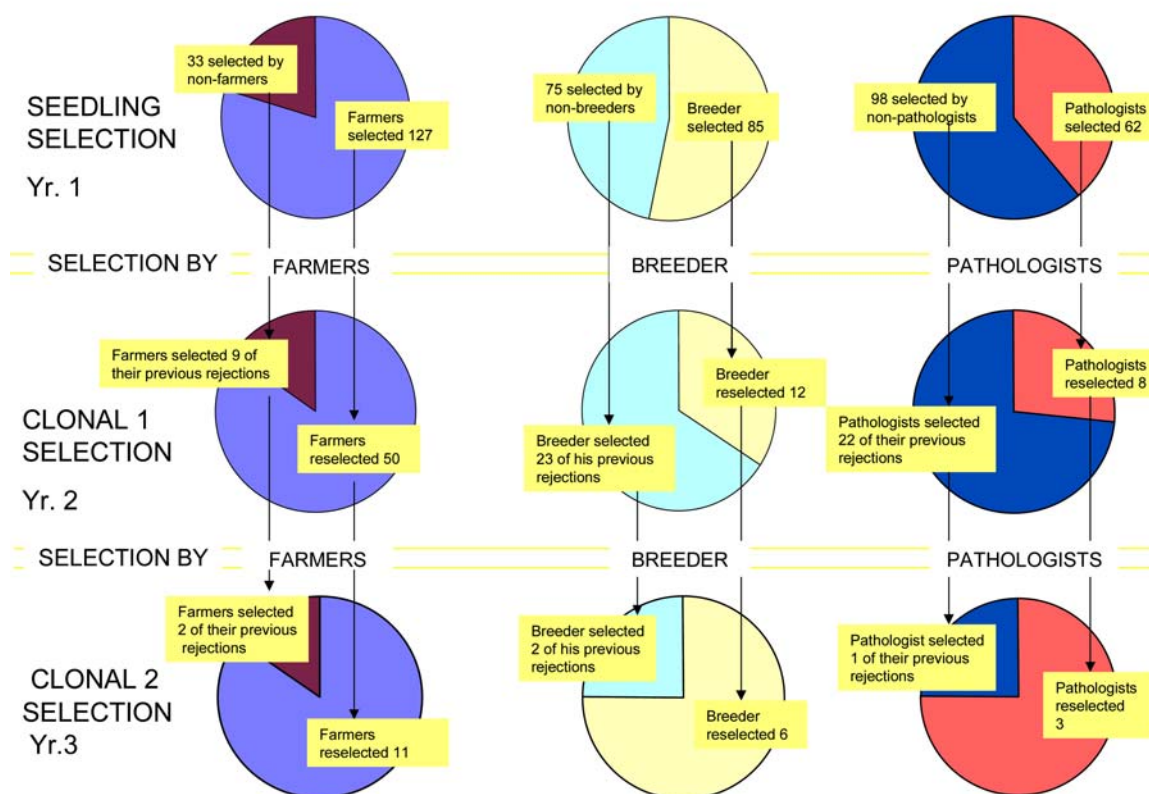 33 selected by
non-farmers
Farmers
selected 127
75 selected by
non-breeders
Breeder
selected 85
98 selected by
non-pathologists
Pathologists
selected 62
SEEDLING
SELECTION
Yr. 1
SELECTION BY
FARMERS
BREEDER
PATHOLOGISTS
Farmers selected 9 of
their previous rejections
Farmers
reselected 50
Breeder
reselected 12
Breeder selected
23 of his previous
rejections
Pathologists
reselected 8
Pathologists selected
22 of their previous
rejections
CLONAL 1
SELECTION
Yr. 2
SELECTION BY
FARMERS
BREEDER
PATHOLOGISTS
Farmers selected
2 of their previous
rejections
Farmers
reselected 11
Breeder selected
2 of his previous
rejections
Breeder
reselected 6
Pathologist selected
1 of their previous
rejections
Pathologists
reselected
3
CLONAL 2
SELECTION
Yr.3